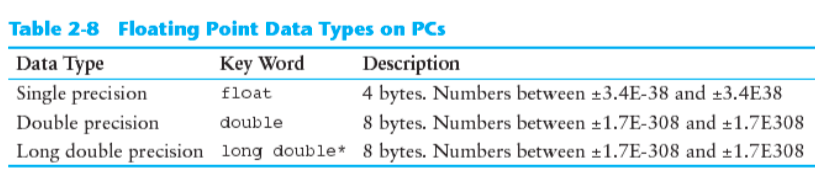 Table 2-8 Floating Point Data Types on PCs
Data Type Key Word Description
Single precision float 4 bytes. Numbers between ±3.4E-38 and ±3.4E38
Double precision double 8 bytes. Numbers between ±1.7E-308 and ±1.7E308
Long double precision long double* 8 bytes. Numbers between ±1.7E-308 and ±1.7E308